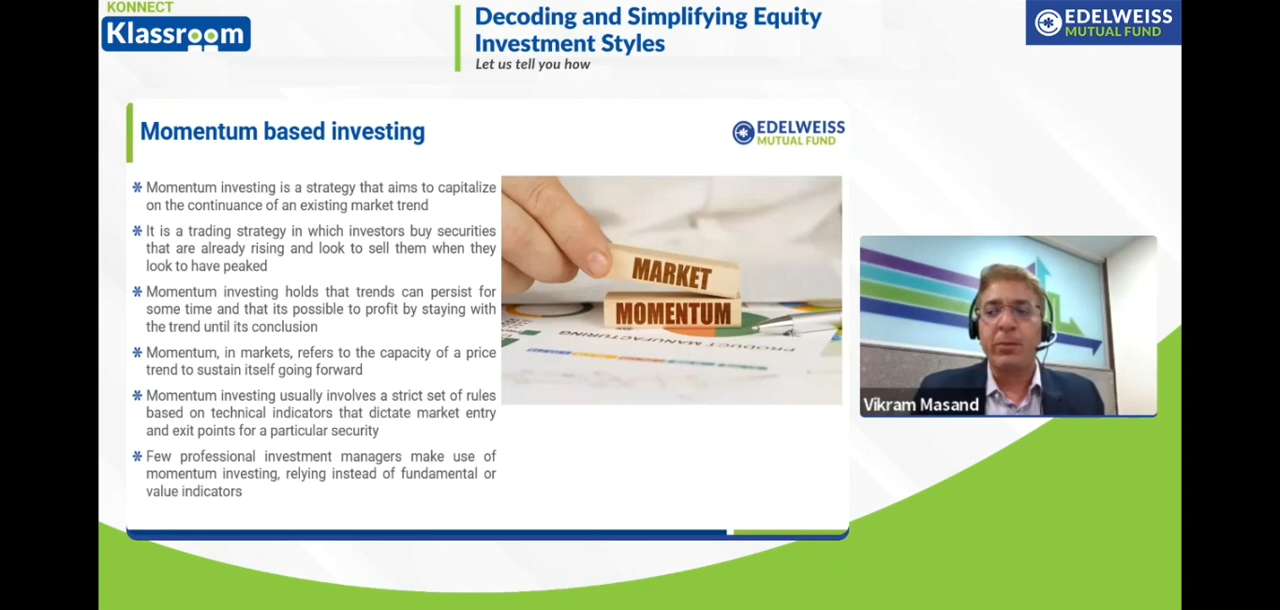 KONNECT
Klassroom
Decoding and Simplifying Equity
Investment Styles
Let us tell you how
EDELWEISS
MUTUAL FUND
Momentum based investing
EDELWEISS
MUTUAL FUND
Momentum investing is a strategy that aims to capitalize
on the continuance of an existing market trend
It is a trading strategy in which investors buy securities
that are already rising and look to sell them when they
look to have peaked
Momentum investing holds that trends can persist for
some time and that its possible to profit by staying with
the trend until its conclusion
Momentum, in markets, refers to the capacity of a price
trend to sustain itself going forward
Momentum investing usually involves a strict set of rules
based on technical indicators that dictate market entry
and exit points for a particular security
Few professional investment managers make use of
momentum investing, relying instead of fundamental or
value indicators
MARKET
MOMENTUM
PRODUCT MANUFACTURING
Vikram Masand